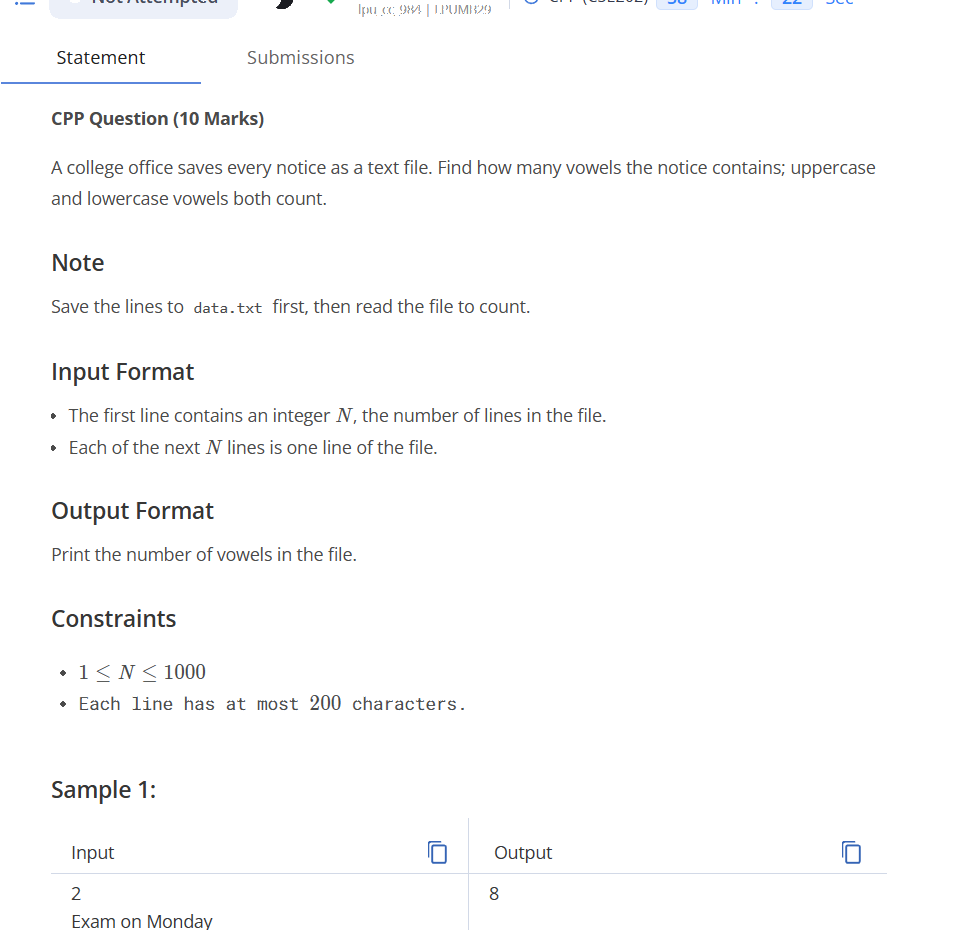 Not Attempted
Min : 22 Sec
Statement
Submissions
CPP Question (10 Marks)
A college office saves every notice as a text file. Find how many vowels the notice contains; uppercase
and lowercase vowels both count.
Note
Save the lines to data.txt first, then read the file to count.
Input Format
• The first line contains an integer N, the number of lines in the file.
• Each of the next N lines is one line of the file.
Output Format
Print the number of vowels in the file.
Constraints
• 1 ≤ N ≤ 1000
• Each line has at most 200 characters.
Sample 1:
Input
Output
2
8
Exam on Monday